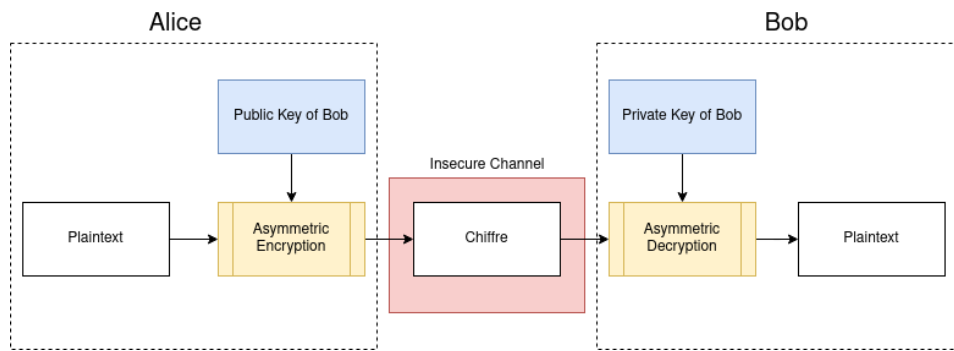 Alice
Bob
Public Key of Bob
Private Key of Bob
Insecure Channel
Plaintext
Asymmetric
Encryption
Chiffre
Asymmetric
Decryption
Plaintext